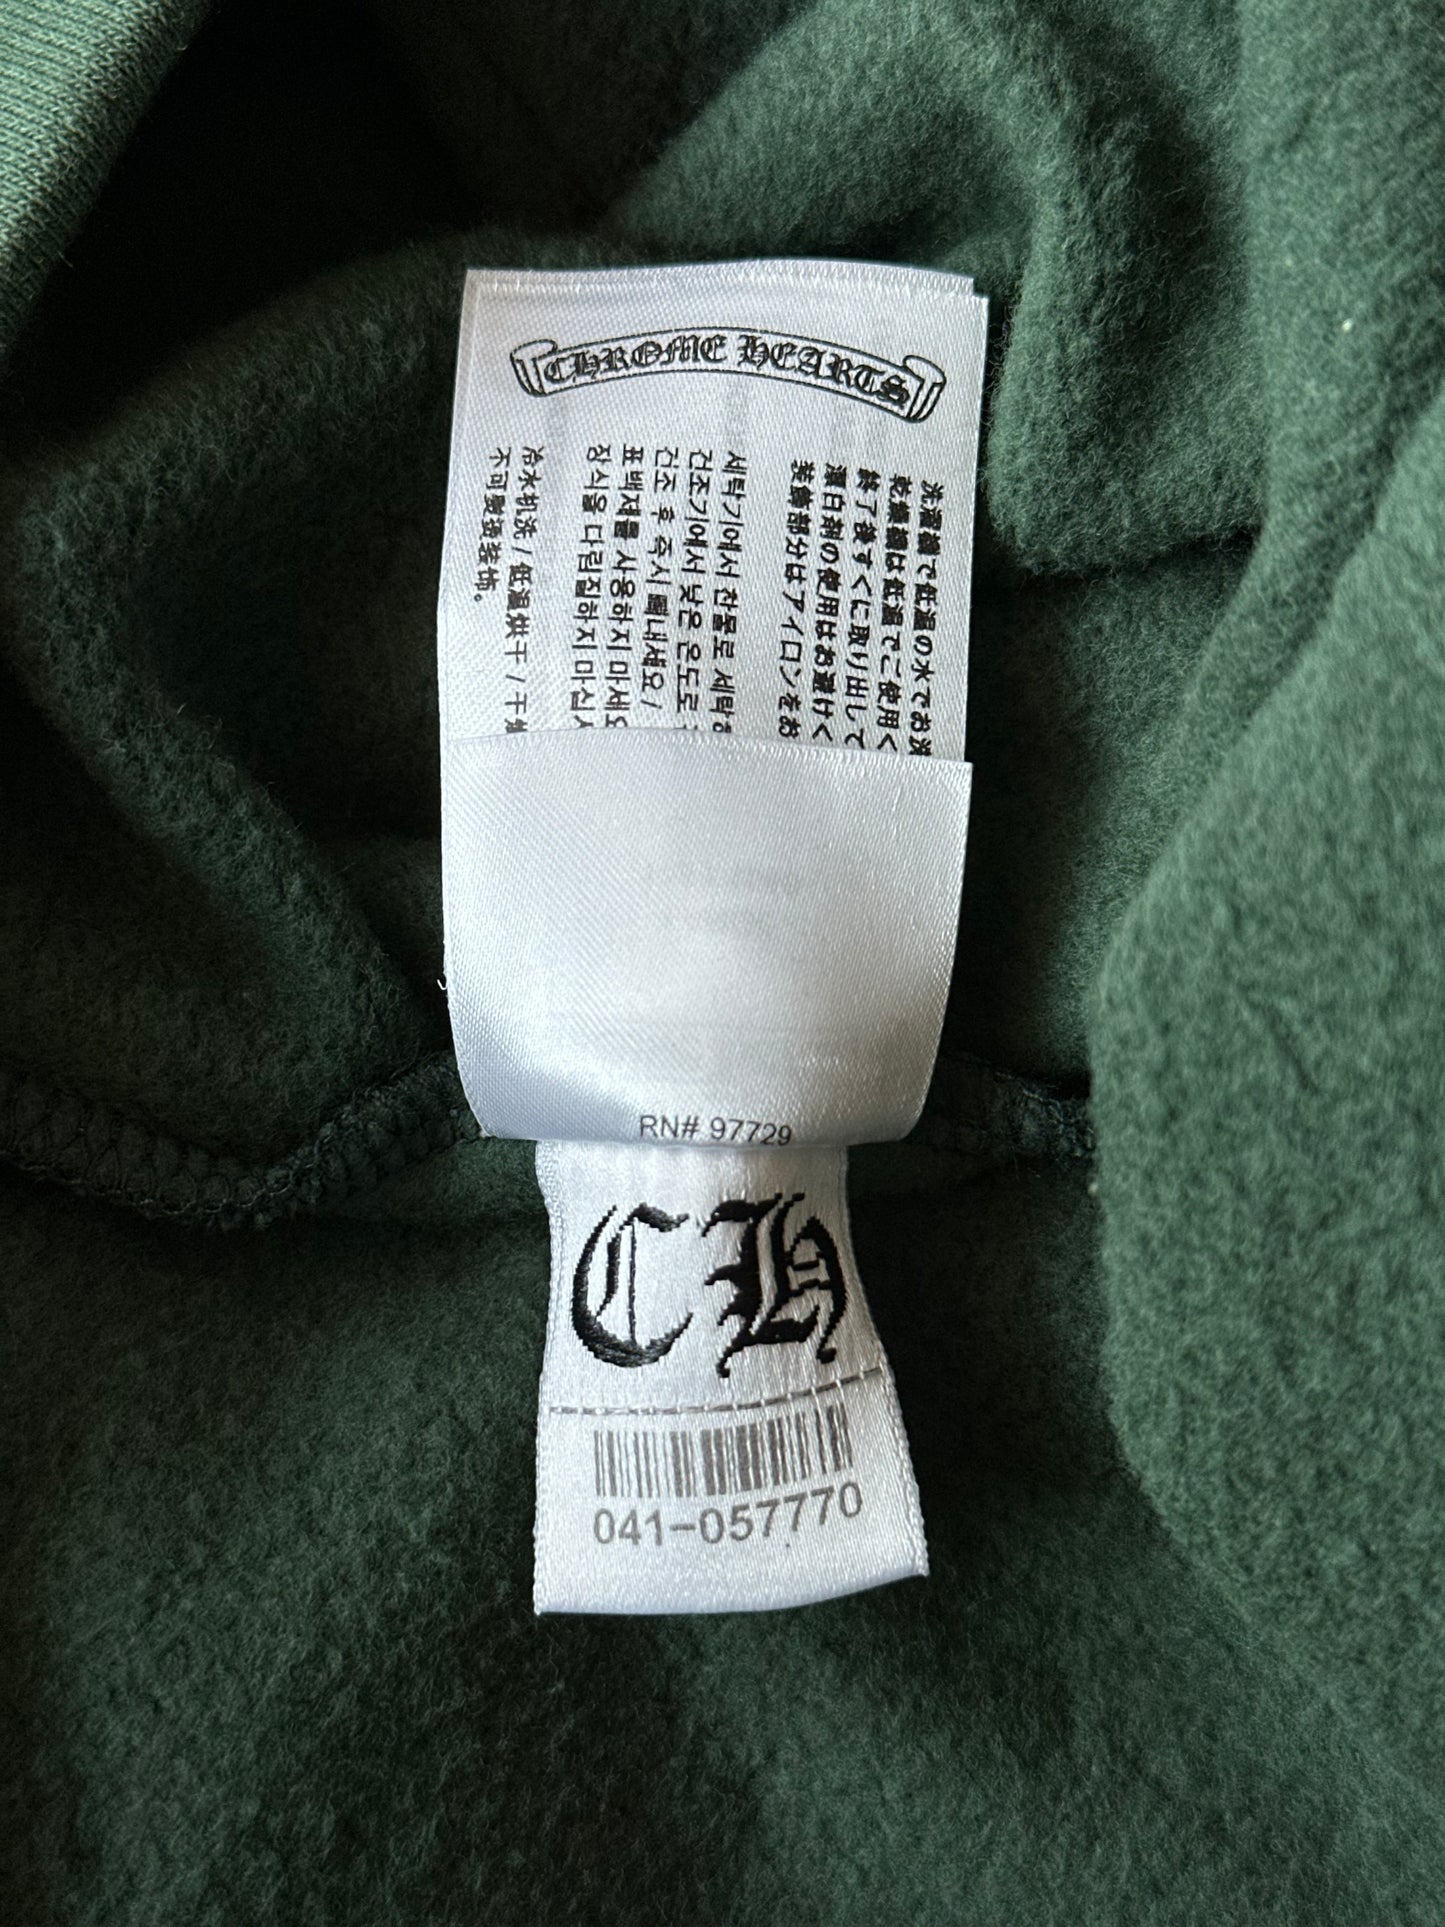 CHROME HEARTS
洗濯機で低温の水でお洗
乾燥機は低温でご使用く
終了後すぐに取り出して
漂白剤の使用はお避けく
装飾部分はアイロンをお
세탁기에서 찬물로 세탁
건조기에서 낮은 온도로
건조 후 즉시 빼내세요 /
표백제를 사용하지 마세요
장식을 다림질하지 마십시
冷水机洗 / 低温烘干 / 干
不可熨烫装饰。
RN# 97729
CH
041-057770